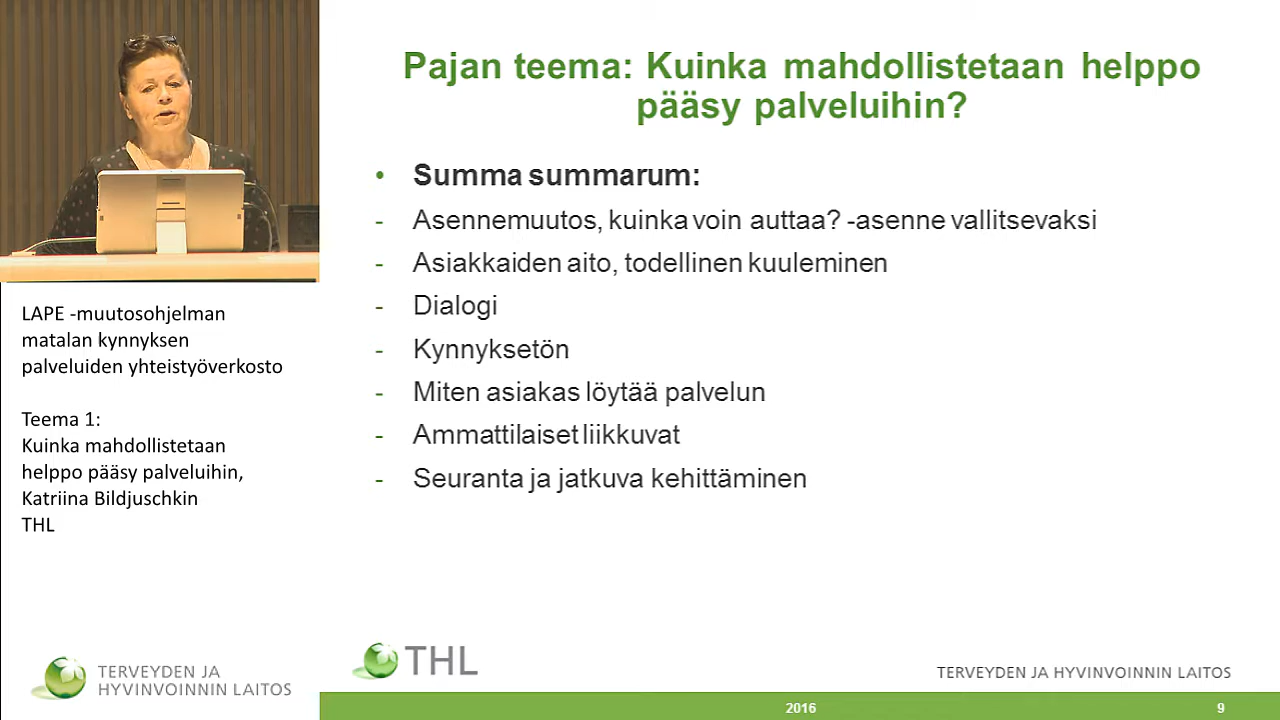 Pajan teema: Kuinka mahdollistetaan helppo
pääsy palveluihin?
• Summa summarum:
- Asennemuutos, kuinka voin auttaa? -asenne vallitsevaksi
- Asiakkaiden aito, todellinen kuuleminen
- Dialogi
- Kynnyksetön
- Miten asiakas löytää palvelun
- Ammattilaiset liikkuvat
- Seuranta ja jatkuva kehittäminen
LAPE -muutosohjelman
matalan kynnyksen
palveluiden yhteistyöverkosto
Teema 1:
Kuinka mahdollistetaan
helppo pääsy palveluihin,
Katriina Bildjuschkin
THL
TERVEYDEN JA
HYVINVOINNIN LAITOS
THL
TERVEYDEN JA HYVINVOINNIN LAITOS
2016
9